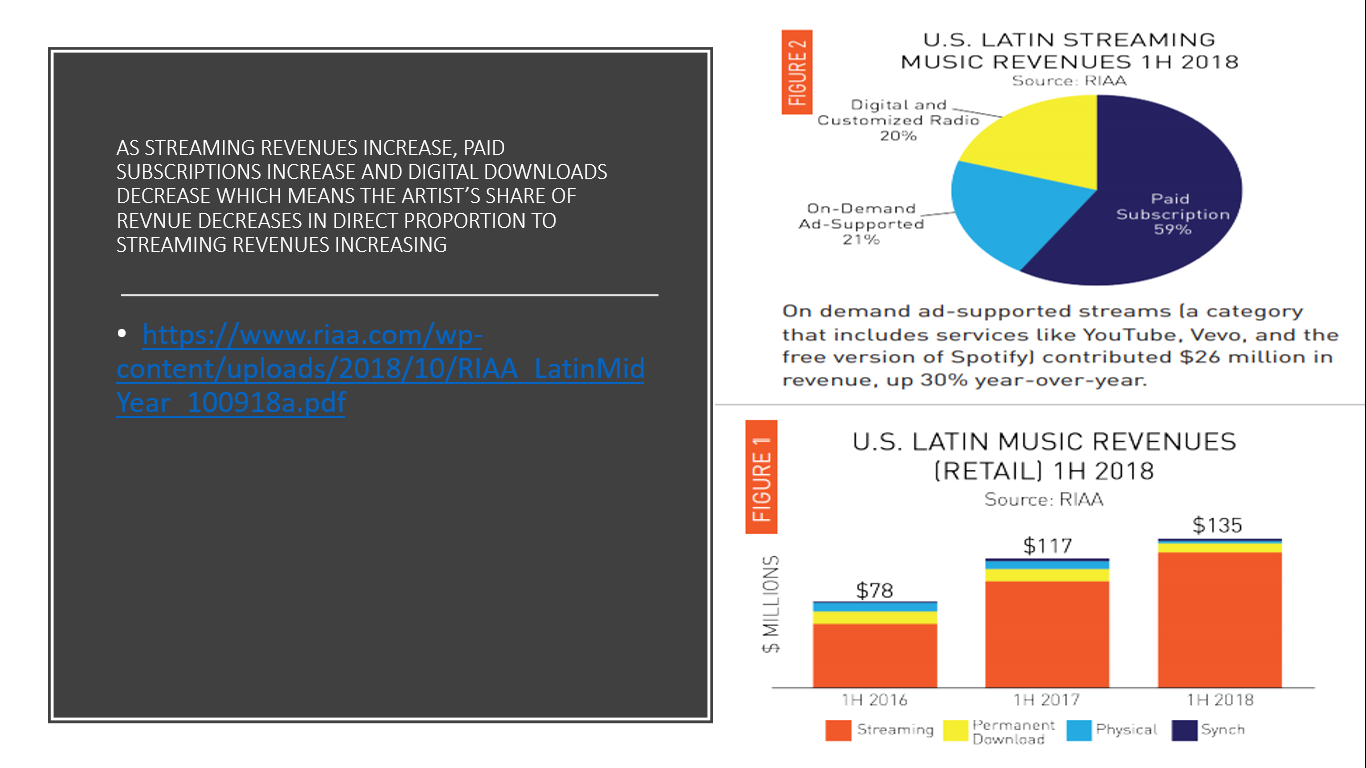 AS STREAMING REVENUES INCREASE, PAID
SUBSCRIPTIONS INCREASE AND DIGITAL DOWNLOADS
DECREASE WHICH MEANS THE ARTIST´S SHARE OF
REVNUE DECREASES IN DIRECT PROPORTION TO
STREAMING REVENUES INCREASING
• https://www.riaa.com/wp-
content/uploads/2018/10/RIAA_LatinMid
Year_100918a.pdf
FIGURE 2
U.S. LATIN STREAMING
MUSIC REVENUES 1H 2018
Source: RIAA
Digital and
Customized Radio
20%
On-Demand
Ad-Supported
21%
Paid
Subscription
59%
On demand ad-supported streams (a category
that includes services like YouTube, Vevo, and the
free version of Spotify) contributed $26 million in
revenue, up 30% year-over-year.
FIGURE 1
U.S. LATIN MUSIC REVENUES
(RETAIL) 1H 2018
Source: RIAA
$ MILLIONS
$78
$117
$135
1H 2016
1H 2017
1H 2018
Streaming
Permanent
Download
Physical
Synch